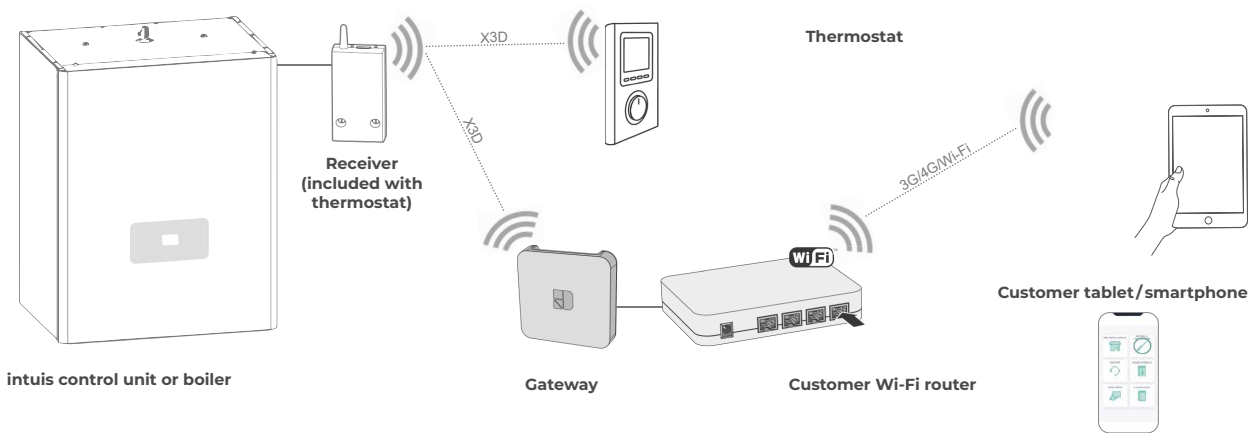 X3D
Thermostat
Receiver
(included with
thermostat)
X3D
3G/4G/Wi-Fi
WiFi
Customer tablet/smartphone
intuis control unit or boiler
Gateway
Customer Wi-Fi router